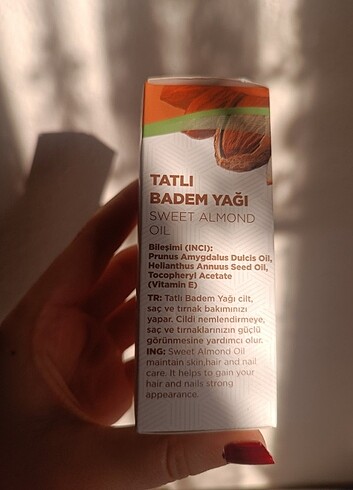 TATLI
BADEM YAĞI
SWEET ALMOND
OIL
Bileşimi (INCI):
Prunus Amygdalus Dulcis Oil,
Helianthus Annuus Seed Oil,
Tocopheryl Acetate
(Vitamin E)
TR: Tatlı Badem Yağı cilt,
saç ve tırnak bakımınızı
yapar. Cildi nemlendirmeye,
saç ve tırnaklarınızın güçlü
görünmesine yardımcı olur.
ING: Sweet Almond Oil
maintain skin,hair and nail
care. It helps to gain your
hair and nails strong
appearance.